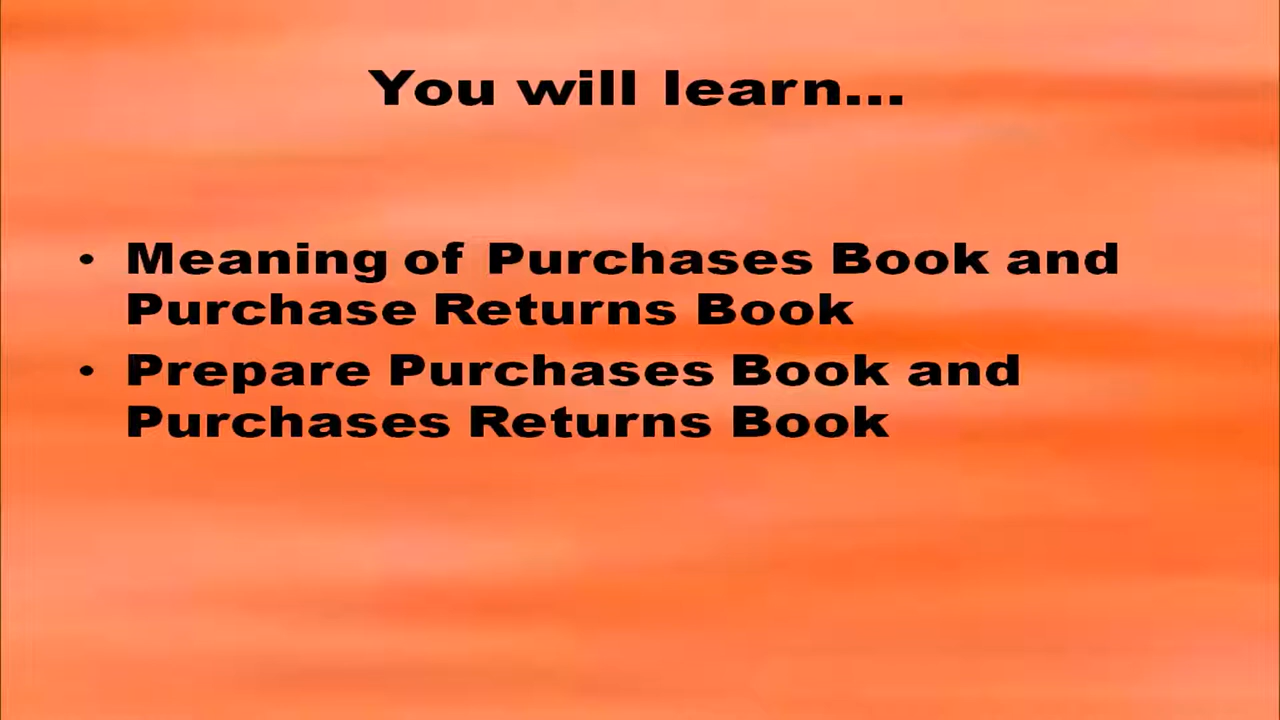 You will learn...
• Meaning of Purchases Book and
Purchase Returns Book
• Prepare Purchases Book and
Purchases Returns Book